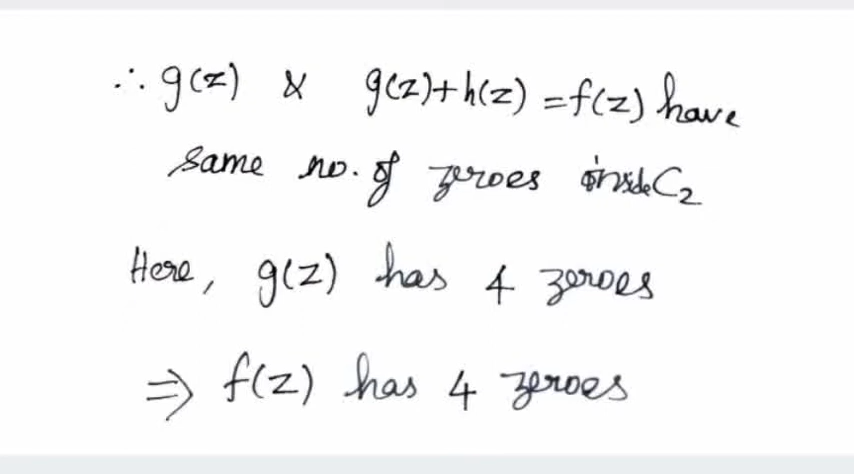 ∴ g(z) & g(z)+h(z) = f(z) have
same no. of zeroes inside C₂
Here, g(z) has 4 zeroes
⇒ f(z) has 4 zeroes